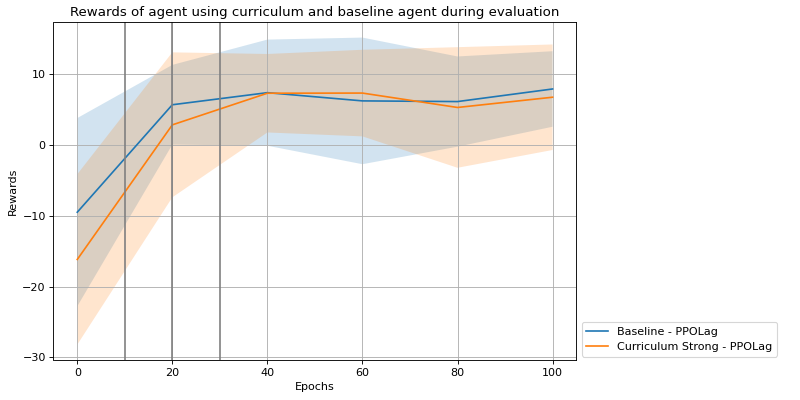 Rewards of agent using curriculum and baseline agent during evaluation
Rewards
10
0
−10
−20
−30
0
20
40
60
80
100
Epochs
Baseline - PPOLag
Curriculum Strong - PPOLag